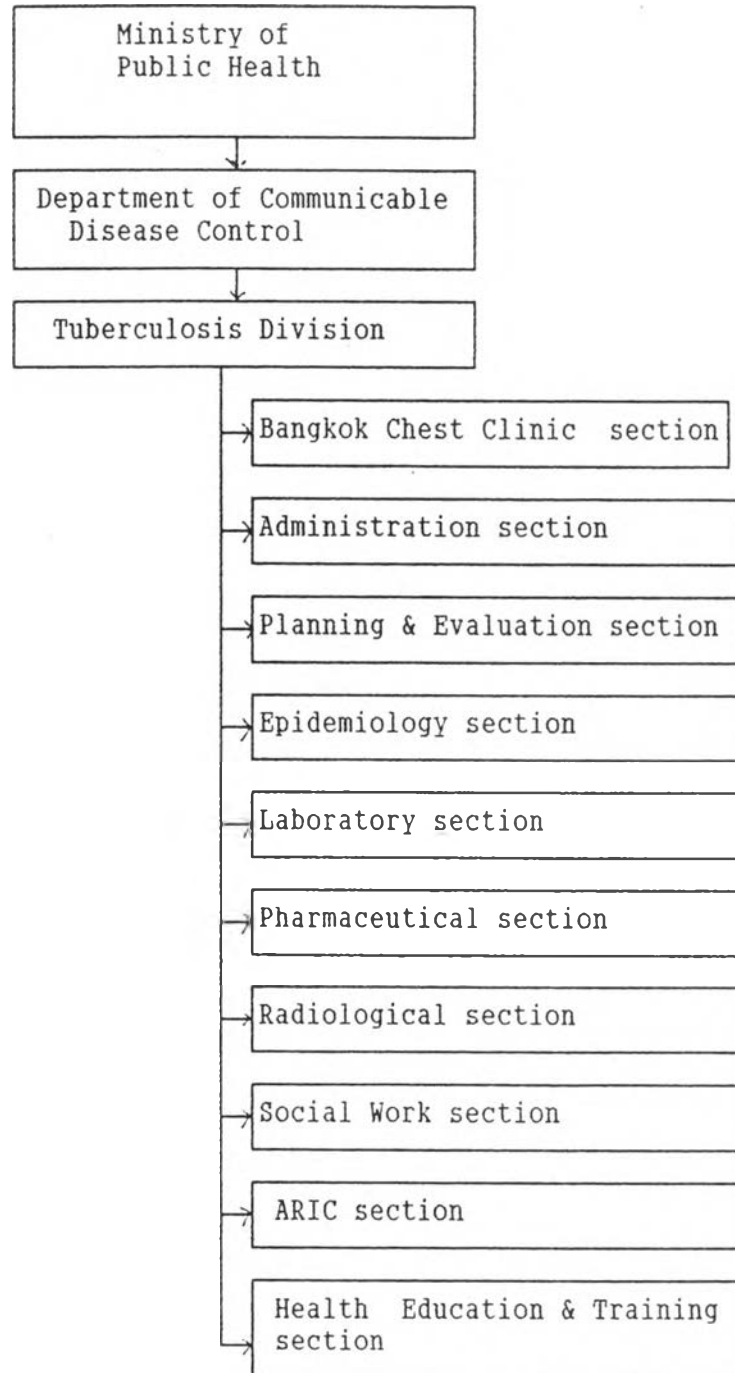 Ministry of
Public Health
Department of Communicable
Disease Control
Tuberculosis Division
Bangkok Chest Clinic section
Administration section
Planning & Evaluation section
Epidemiology section
Laboratory section
Pharmaceutical section
Radiological section
Social Work section
ARIC section
Health Education & Training
section